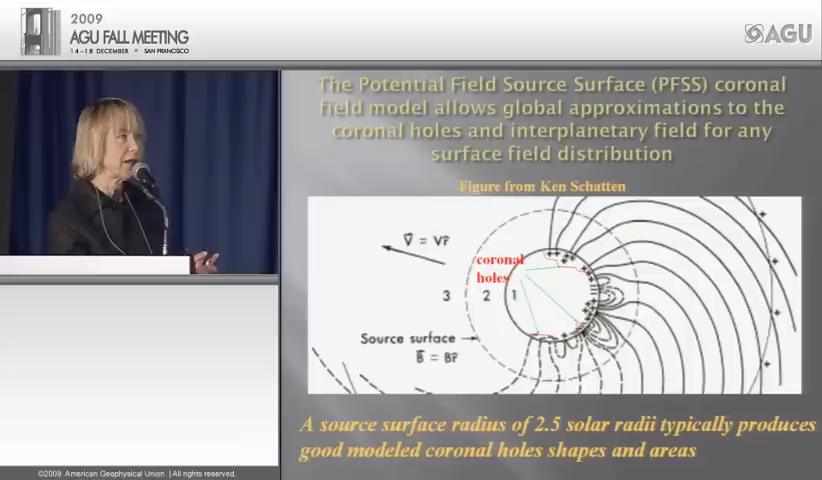 2009
AGU FALL MEETING
14–18 DECEMBER • SAN FRANCISCO
AGU
The Potential Field Source Surface (PFSS) coronal
field model allows global approximations to the
coronal holes and interplanetary field for any
surface field distribution
Figure from Ken Schatten
V̄ = Vr̂
coronal
holes
3 2 1
Source surface
B̄ = Br̂
A source surface radius of 2.5 solar radii typically produces
good modeled coronal holes shapes and areas
©2009: American Geophysical Union. | All rights reserved.